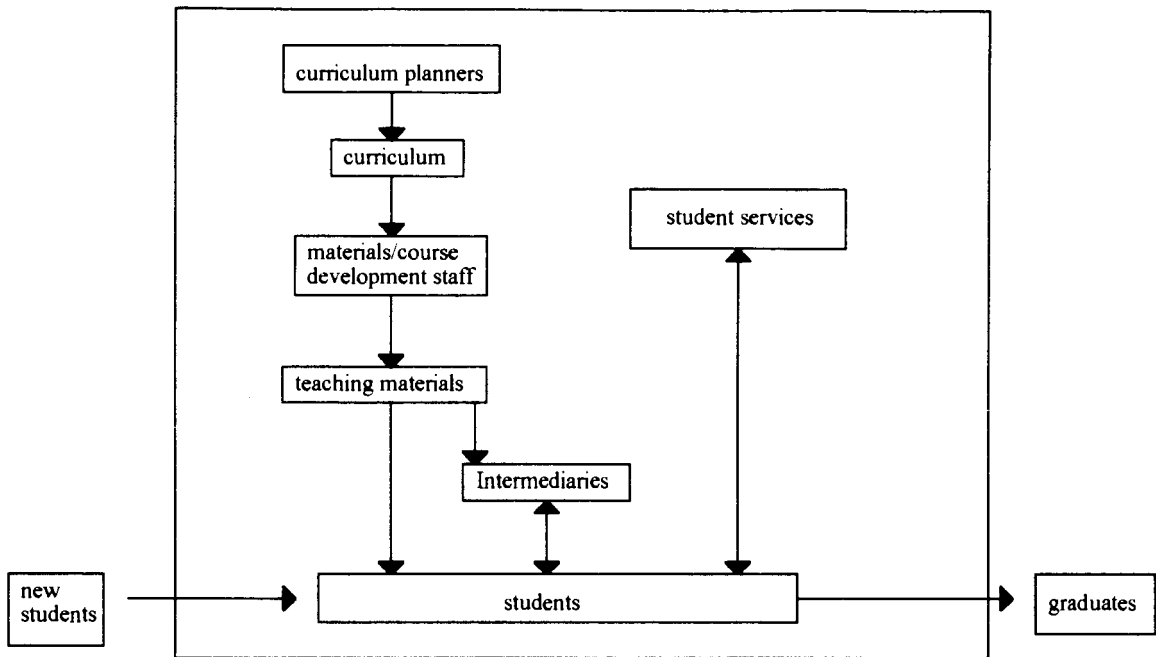 curriculum planners
curriculum
student services
materials/course
development staff
teaching materials
Intermediaries
new
students
students
graduates